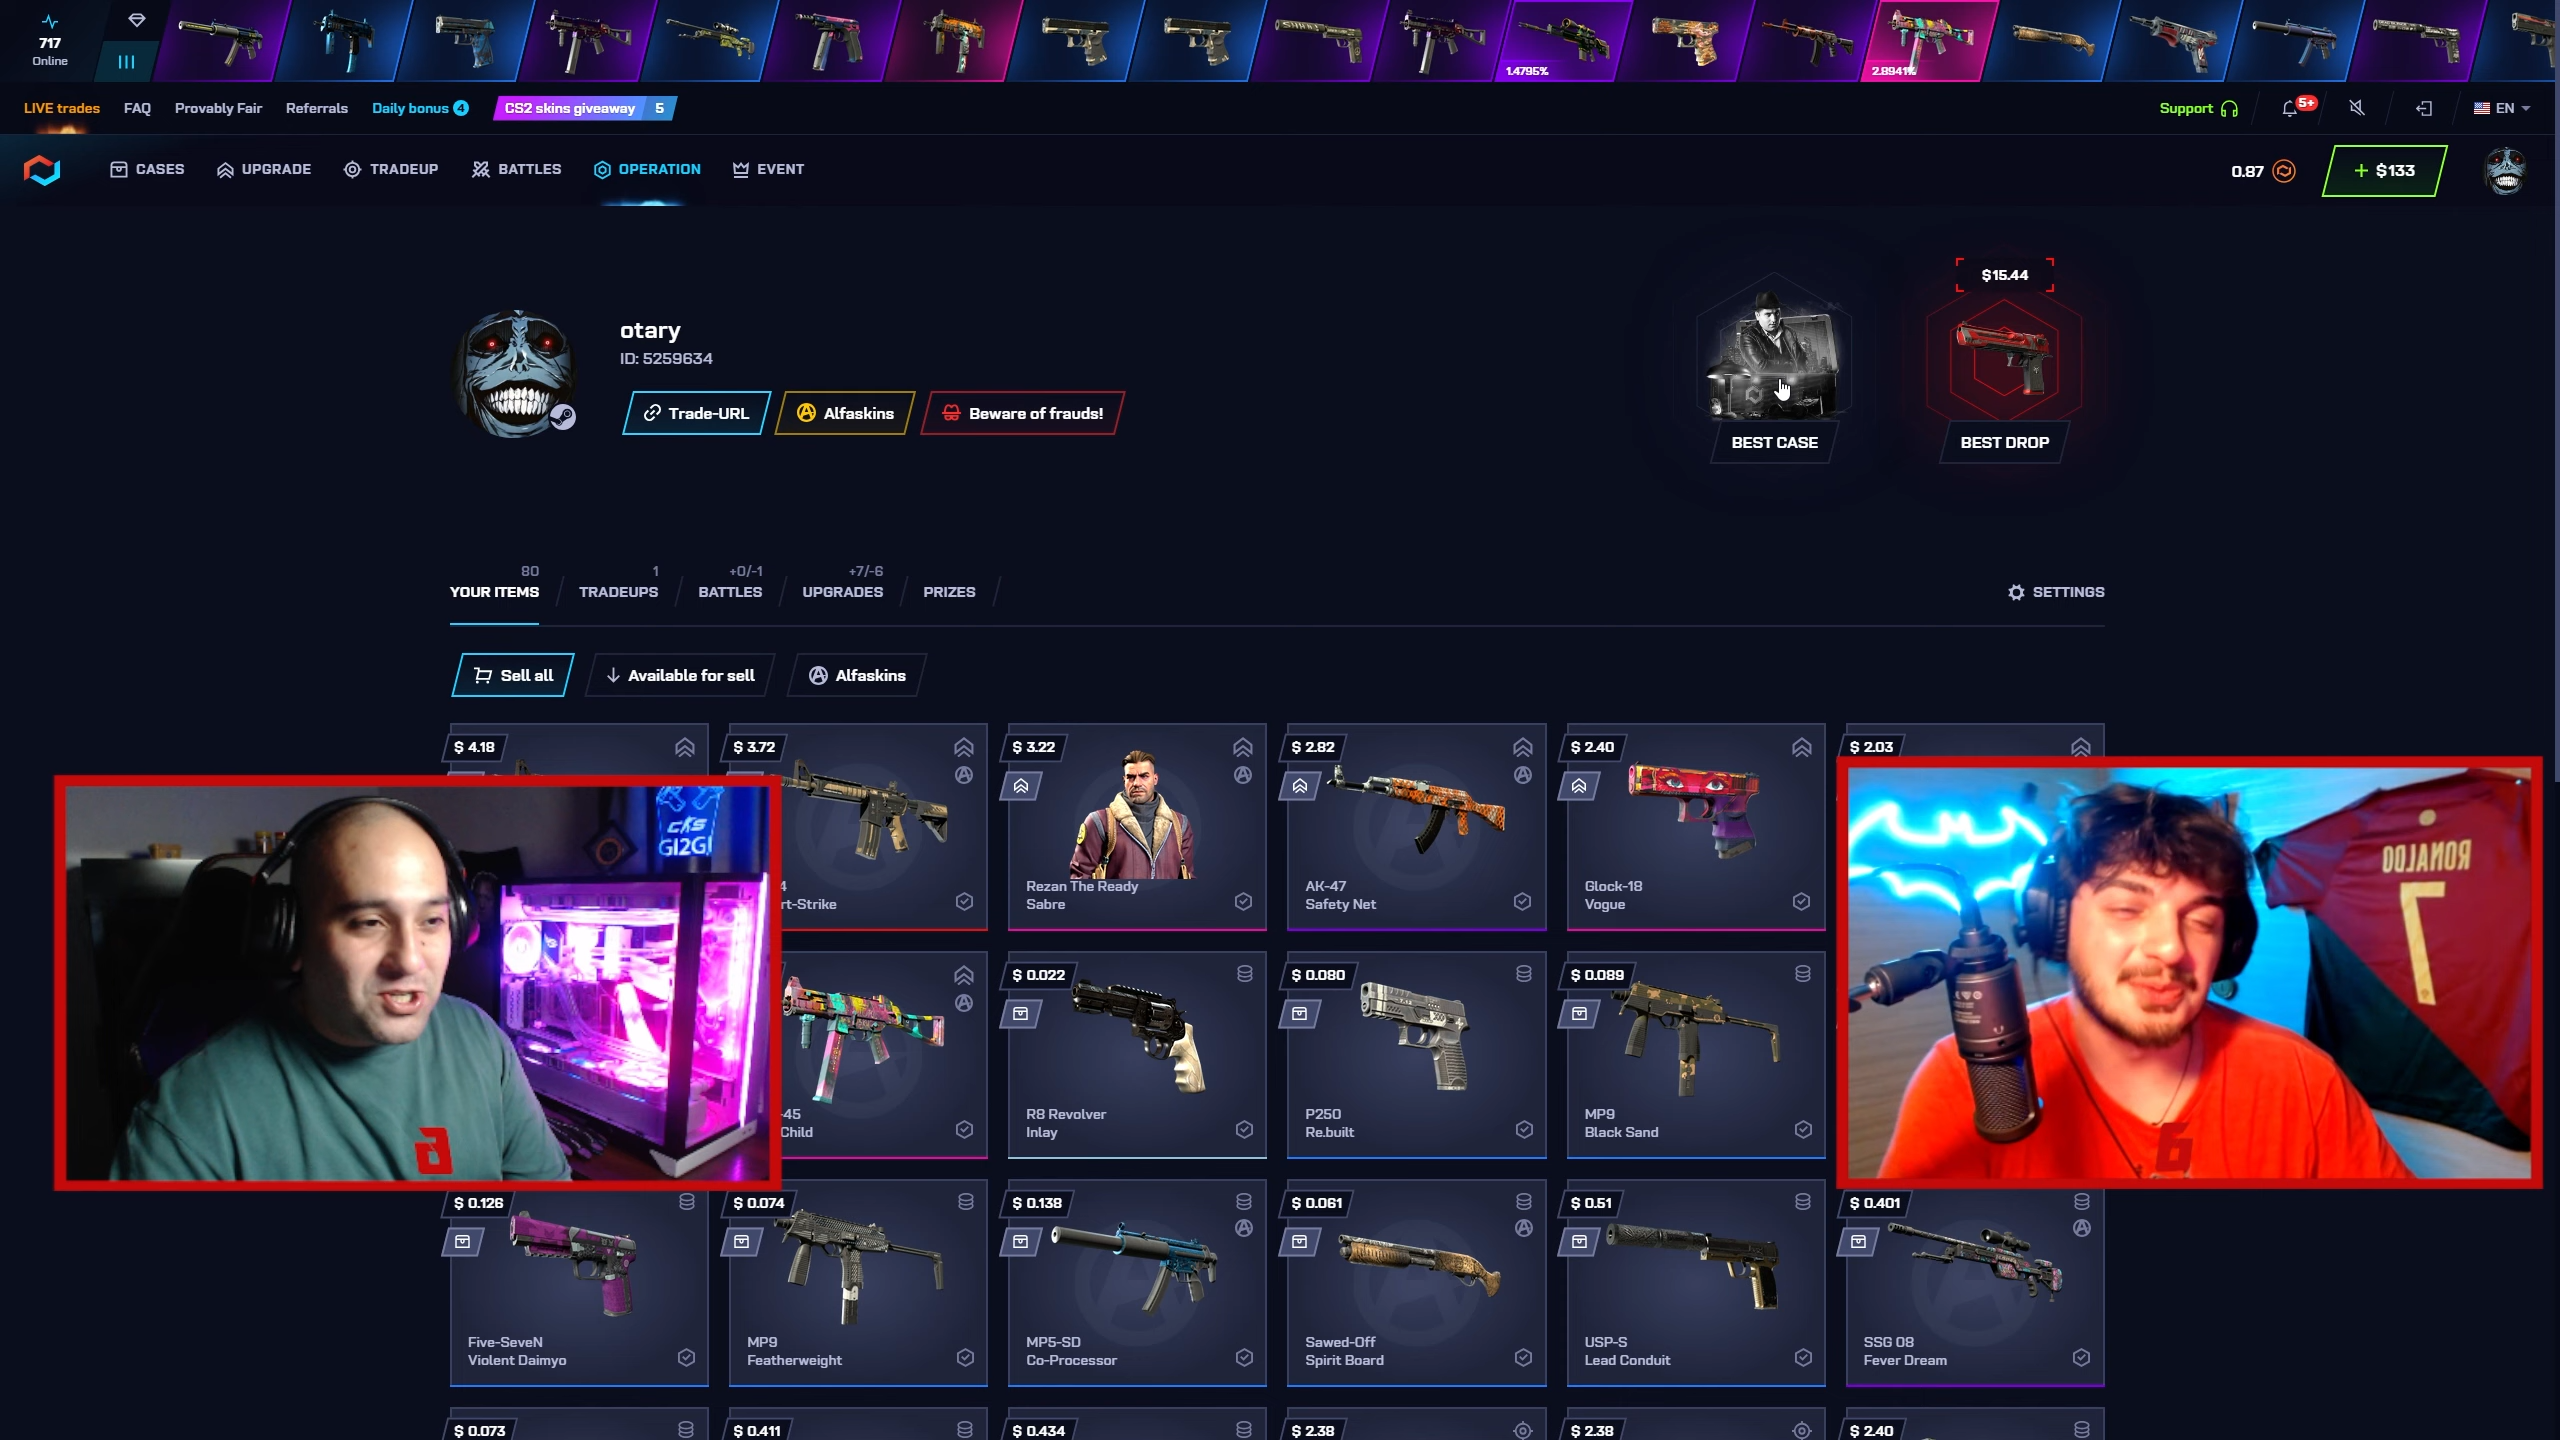 717
Online
1.4795%
2.8941%
LIVE trades
FAQ
Provably Fair
Referrals
Daily bonus 4
CS2 skins giveaway 5
Support
5+
EN
CASES
UPGRADE
TRADEUP
BATTLES
OPERATION
EVENT
0.87
+ $133
otary
ID: 5259634
Trade-URL
Alfaskins
Beware of frauds!
BEST CASE
$15.44
BEST DROP
80
YOUR ITEMS
1
TRADEUPS
+0/-1
BATTLES
+7/-6
UPGRADES
PRIZES
SETTINGS
Sell all
Available for sell
Alfaskins
$ 4.18
$ 3.72
4
rt-Strike
$ 3.22
Rezan The Ready
Sabre
$ 2.82
AK-47
Safety Net
$ 2.40
Glock-18
Vogue
$ 2.03
GI2G
RONALDO
7
-45
Child
$ 0.022
R8 Revolver
Inlay
$ 0.080
P250
Re.built
$ 0.089
MP9
Black Sand
$ 0.126
Five-SeveN
Violent Daimyo
$ 0.074
MP9
Featherweight
$ 0.138
MP5-SD
Co-Processor
$ 0.061
Sawed-Off
Spirit Board
$ 0.51
USP-S
Lead Conduit
$ 0.401
SSG 08
Fever Dream
$ 0.073
$ 0.411
$ 0.434
$ 2.38
$ 2.38
$ 2.40